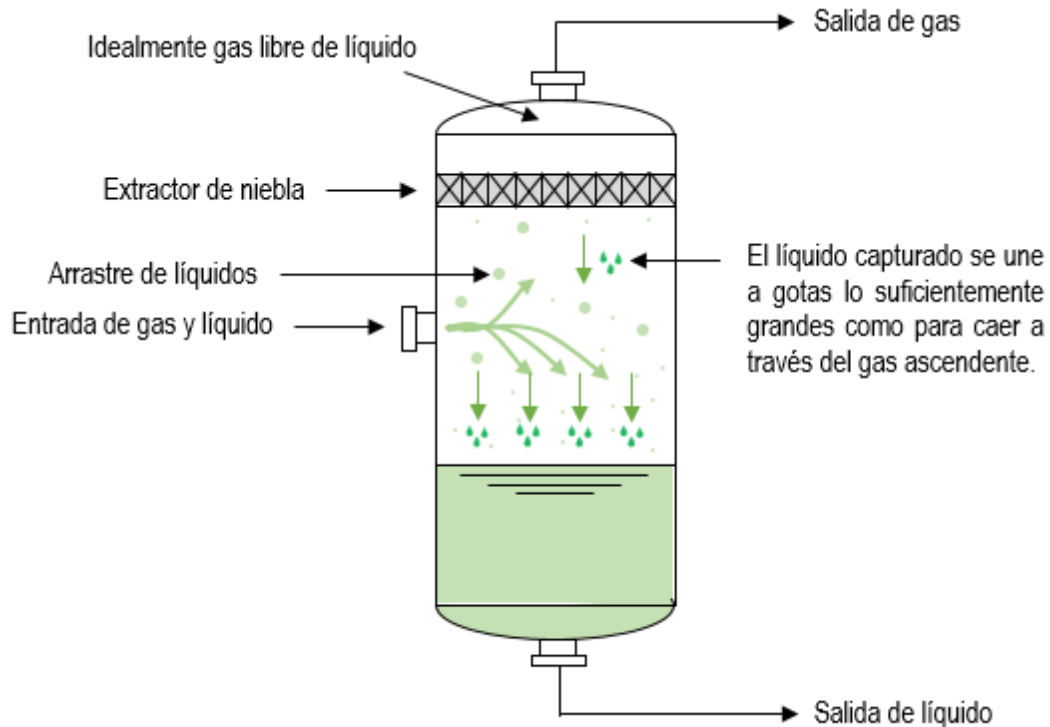 Salida de gas
Idealmente gas libre de líquido
Extractor de niebla
Arrastre de líquidos
Entrada de gas y líquido
El líquido capturado se une
a gotas lo suficientemente
grandes como para caer a
través del gas ascendente.
Salida de líquido